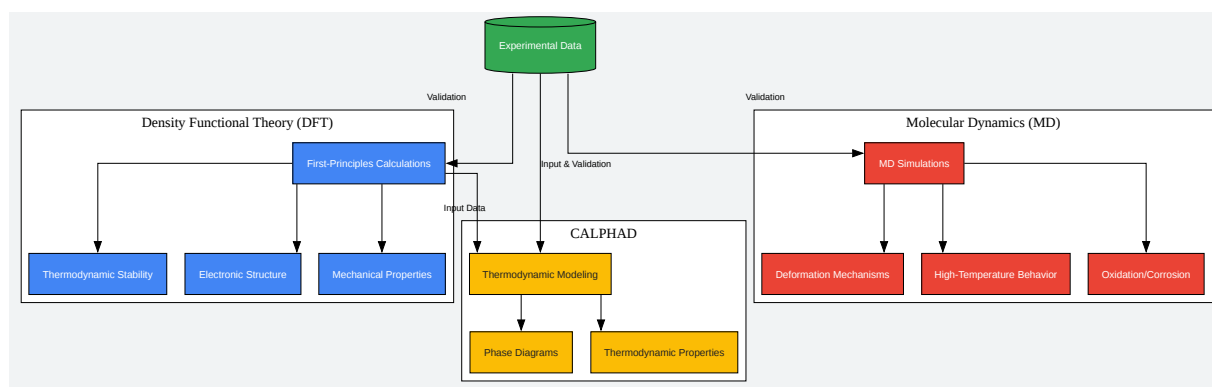 Experimental Data
Validation
Validation
Density Functional Theory (DFT)
Molecular Dynamics (MD)
First-Principles Calculations
Input & Validation
MD Simulations
Input Data
CALPHAD
Thermodynamic Stability
Electronic Structure
Mechanical Properties
Thermodynamic Modeling
Deformation Mechanisms
High-Temperature Behavior
Oxidation/Corrosion
Phase Diagrams
Thermodynamic Properties